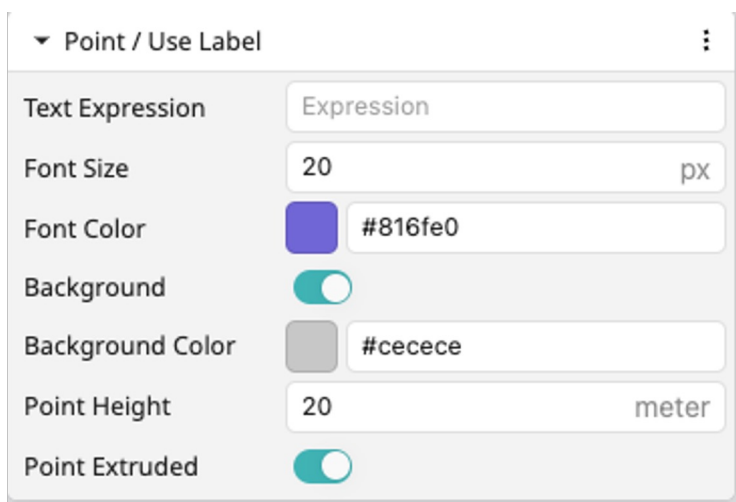 Point / Use Label
Text Expression Expression
Font Size 20 px
Font Color #816fe0
Background
Background Color #cecece
Point Height 20 meter
Point Extruded